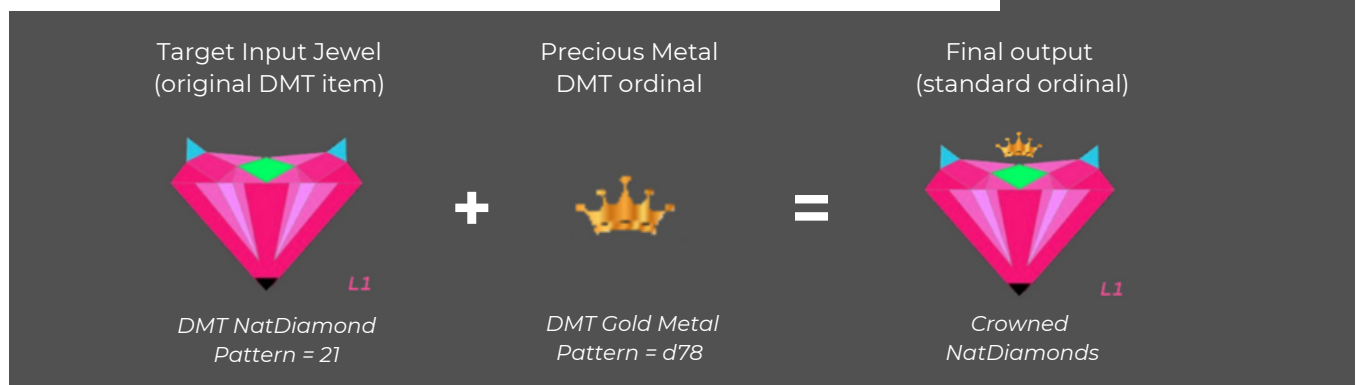 Target Input Jewel
(original DMT item)
Precious Metal
DMT ordinal
Final output
(standard ordinal)
+
=
L1
L1
DMT NatDiamond
Pattern = 21
DMT Gold Metal
Pattern = d78
Crowned
NatDiamonds